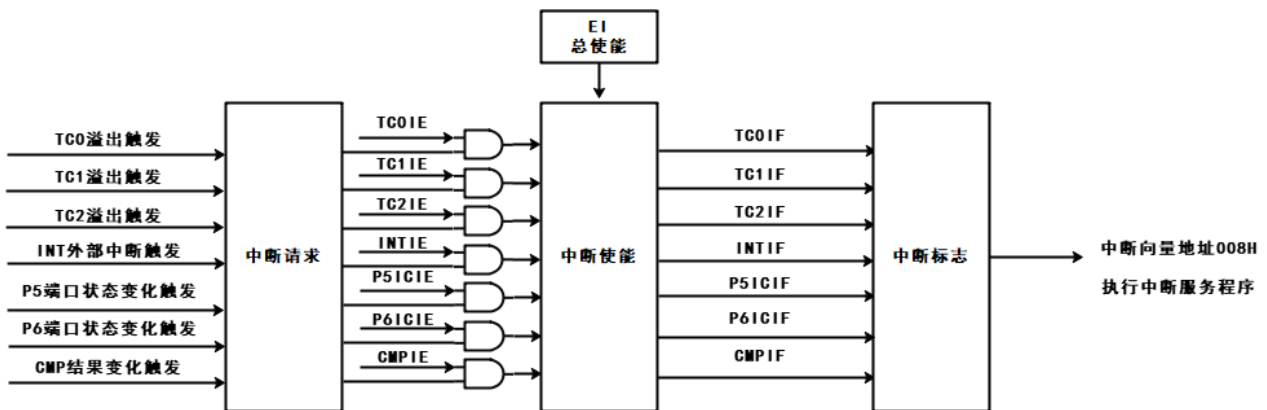 EI
总使能
TC0溢出触发
TC1溢出触发
TC2溢出触发
INT外部中断触发
P5端口状态变化触发
P6端口状态变化触发
CMP结果变化触发
中断请求
TC0IE
TC1IE
TC2IE
INTIE
P5ICIE
P6ICIE
CMPIE
中断使能
TC0IF
TC1IF
TC2IF
INTIF
P5ICIF
P6ICIF
CMPIF
中断标志
中断向量地址008H
执行中断服务程序